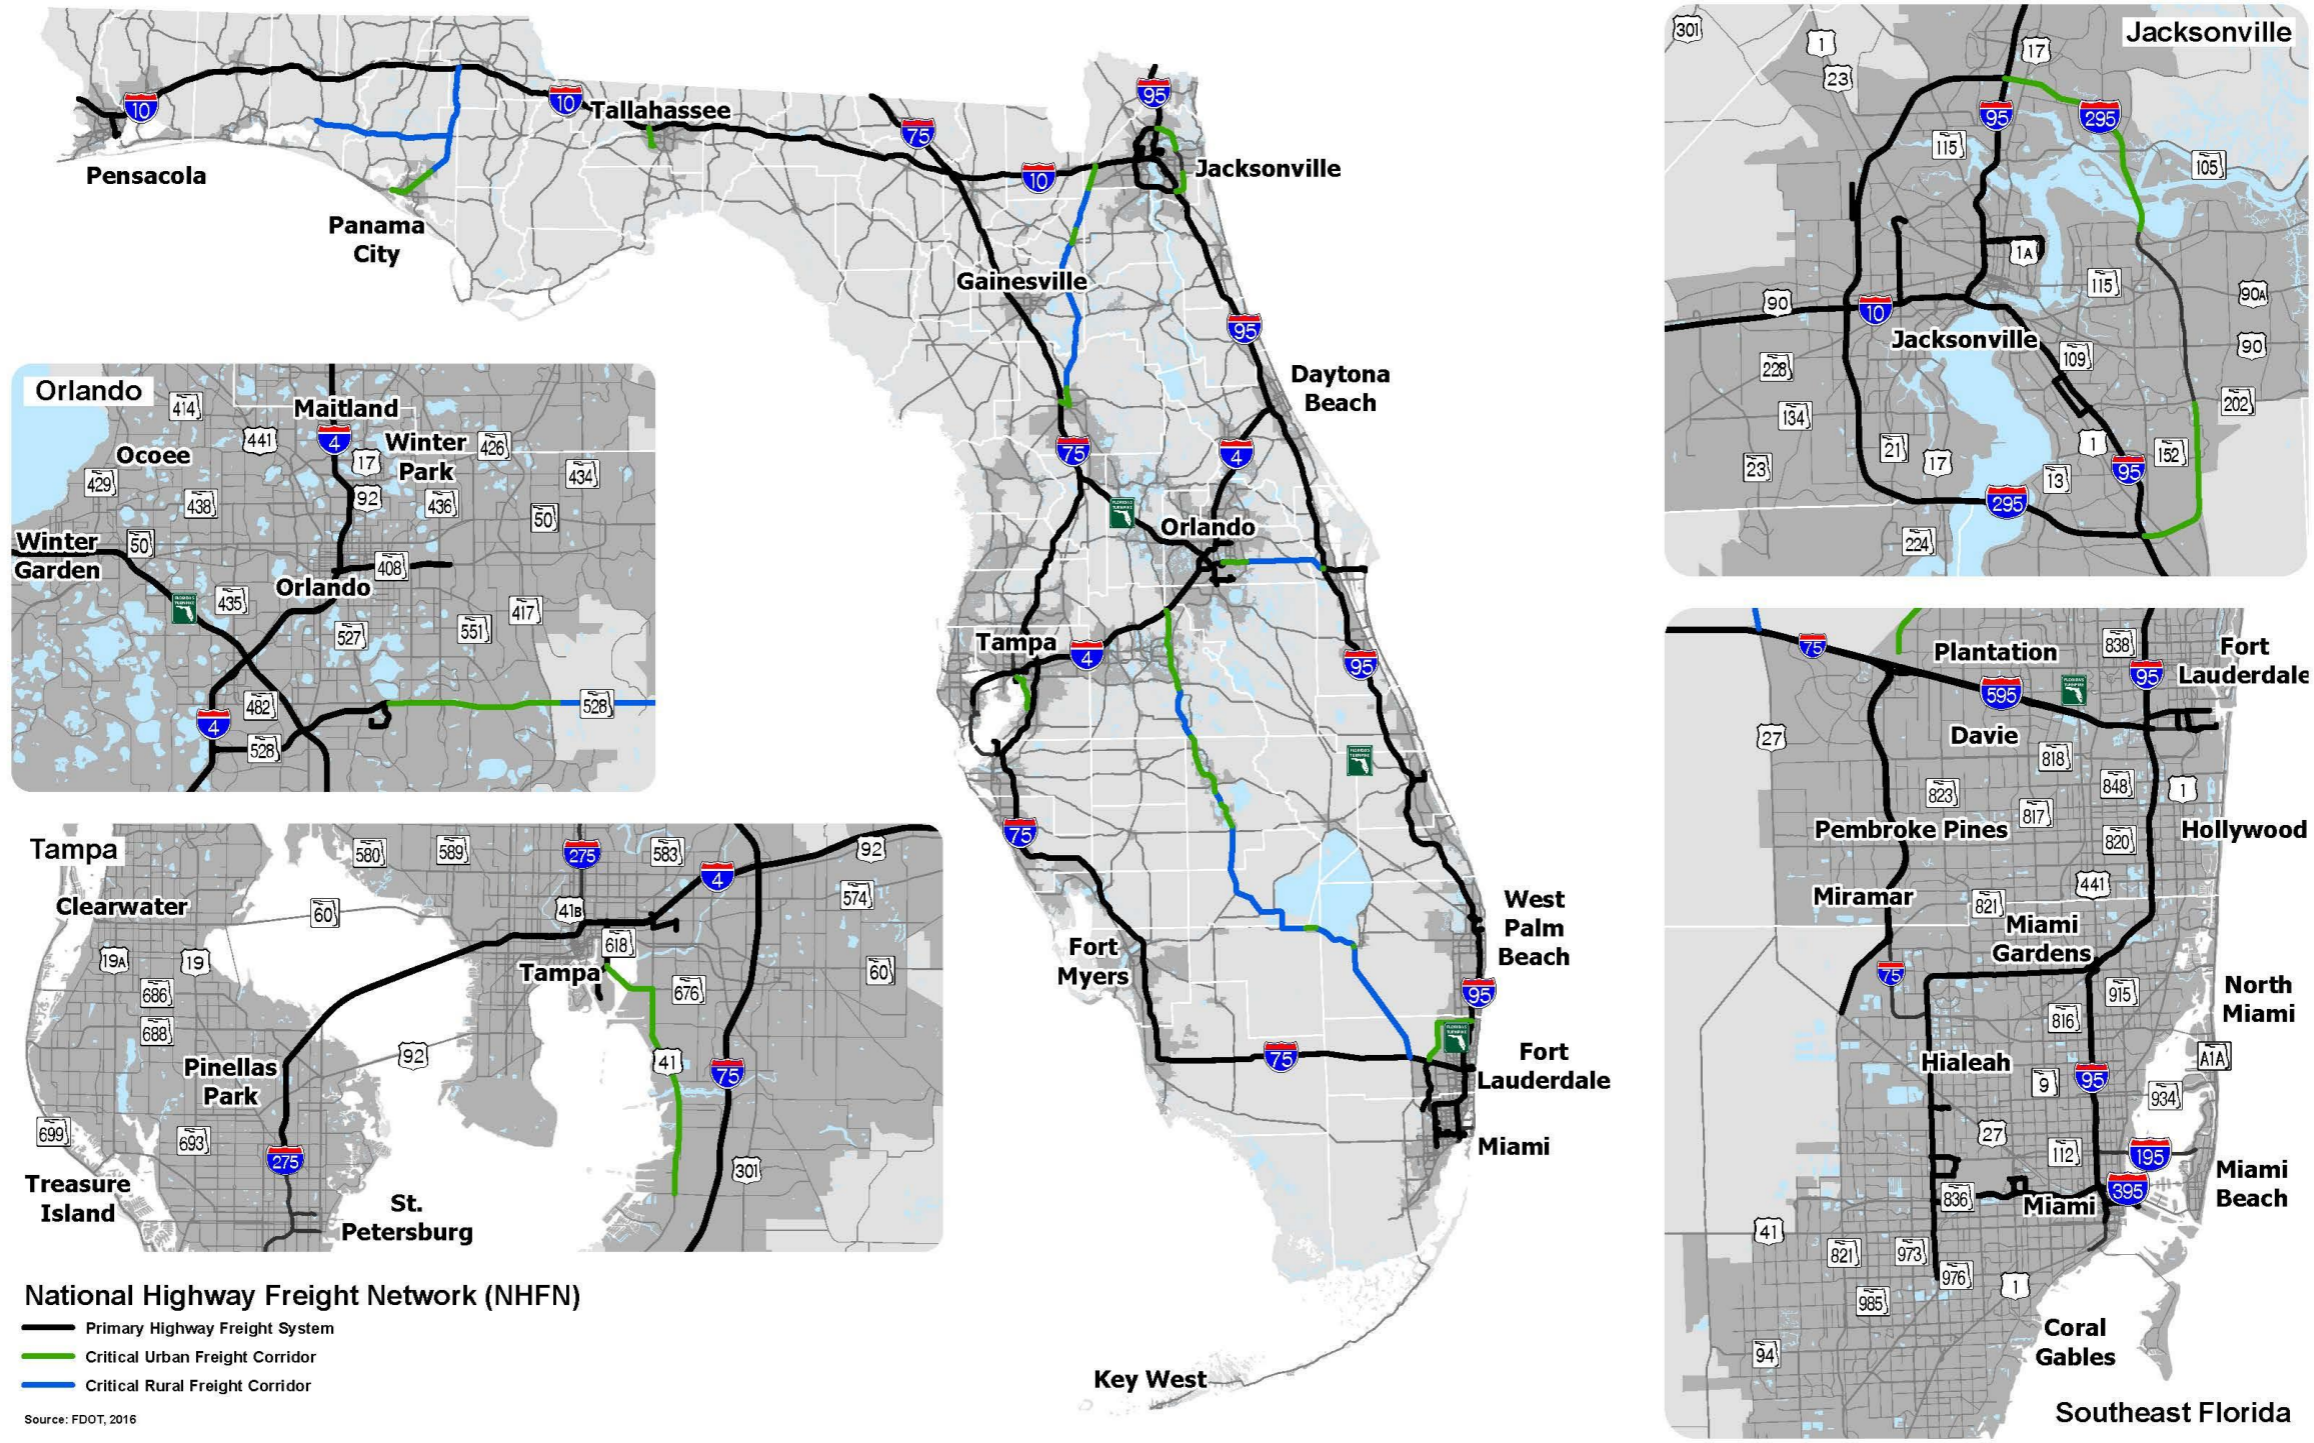 10
10
Tallahassee
75
95
Pensacola
10
Jacksonville
Panama
City
Gainesville
95
Daytona
Beach
75
4
Orlando
Tampa
4
95
75
West
Palm
Beach
Fort
Myers
95
75
Fort
Lauderdale
Miami
Key West
Orlando
414
Maitland
441
4
Winter
Park
426
Ocoee
17
429
434
438
92
436
50
Winter
Garden
50
408
Orlando
435
417
527
551
482
528
4
528
Tampa
580
589
275
583
92
4
574
Clearwater
60
41B
618
19A
19
Tampa
60
686
676
688
92
41
Pinellas
Park
75
699
693
275
301
Treasure
Island
St.
Petersburg
National Highway Freight Network (NHFN)
Primary Highway Freight System
Critical Urban Freight Corridor
Critical Rural Freight Corridor
Source: FDOT, 2016
Jacksonville
301
1
17
23
95
295
115
105
1A
115
90
90A
10
Jacksonville
90
109
228
202
134
1
21
17
152
23
13
95
295
224
75
Plantation
838
Fort
Lauderdale
95
595
27
Davie
818
848
1
823
817
Pembroke Pines
820
Hollywood
441
Miramar
821
Miami
Gardens
75
915
North
Miami
816
Hialeah
A1A
9
95
934
27
112
195
Miami
Beach
836
Miami
395
41
821
973
976
1
985
Coral
Gables
94
Southeast Florida